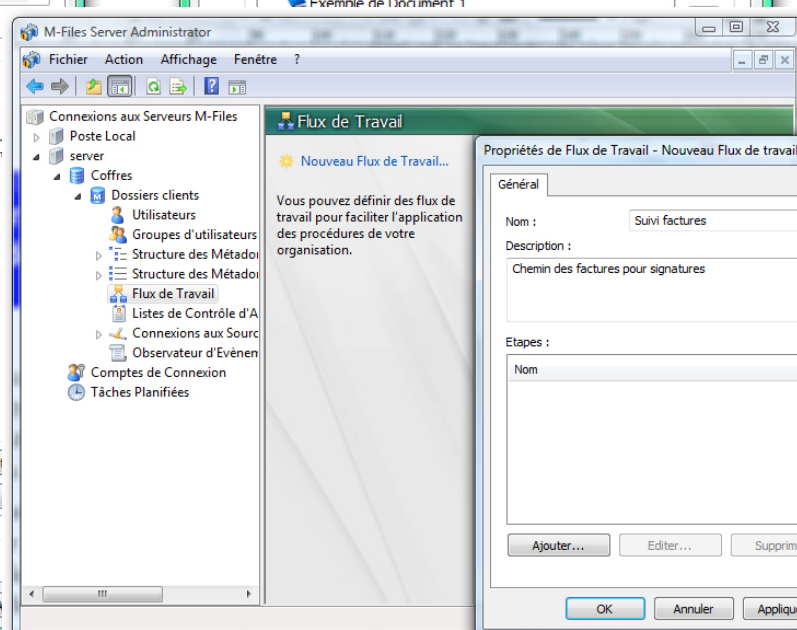 Exemple de Document 1
M-Files Server Administrator
Fichier Action Affichage Fenêtre ?
Connexions aux Serveurs M-Files
Poste Local
server
Coffres
Dossiers clients
Utilisateurs
Groupes d'utilisateurs
Structure des Métador
Structure des Métador
Flux de Travail
Listes de Contrôle d'A
Connexions aux Sourc
Observateur d'Evènem
Comptes de Connexion
Tâches Planifiées
Flux de Travail
Nouveau Flux de Travail...
Vous pouvez définir des flux de
travail pour faciliter l'application
des procédures de votre
organisation.
Propriétés de Flux de Travail - Nouveau Flux de travail
Général
Nom :
Suivi factures
Description :
Chemin des factures pour signatures
Etapes :
Nom
Ajouter...
Editer...
Supprim
OK
Annuler
Applique